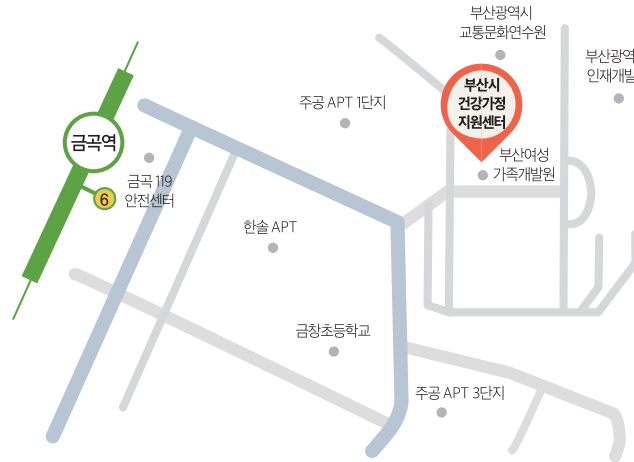 부산광역시
교통문화연수원
부산광역
인재개발
부산시
건강가정
지원센터
주공 APT 1단지
금곡역
부산여성
가족개발원
금곡 119
안전센터
6
한솔 APT
금창초등학교
주공 APT 3단지